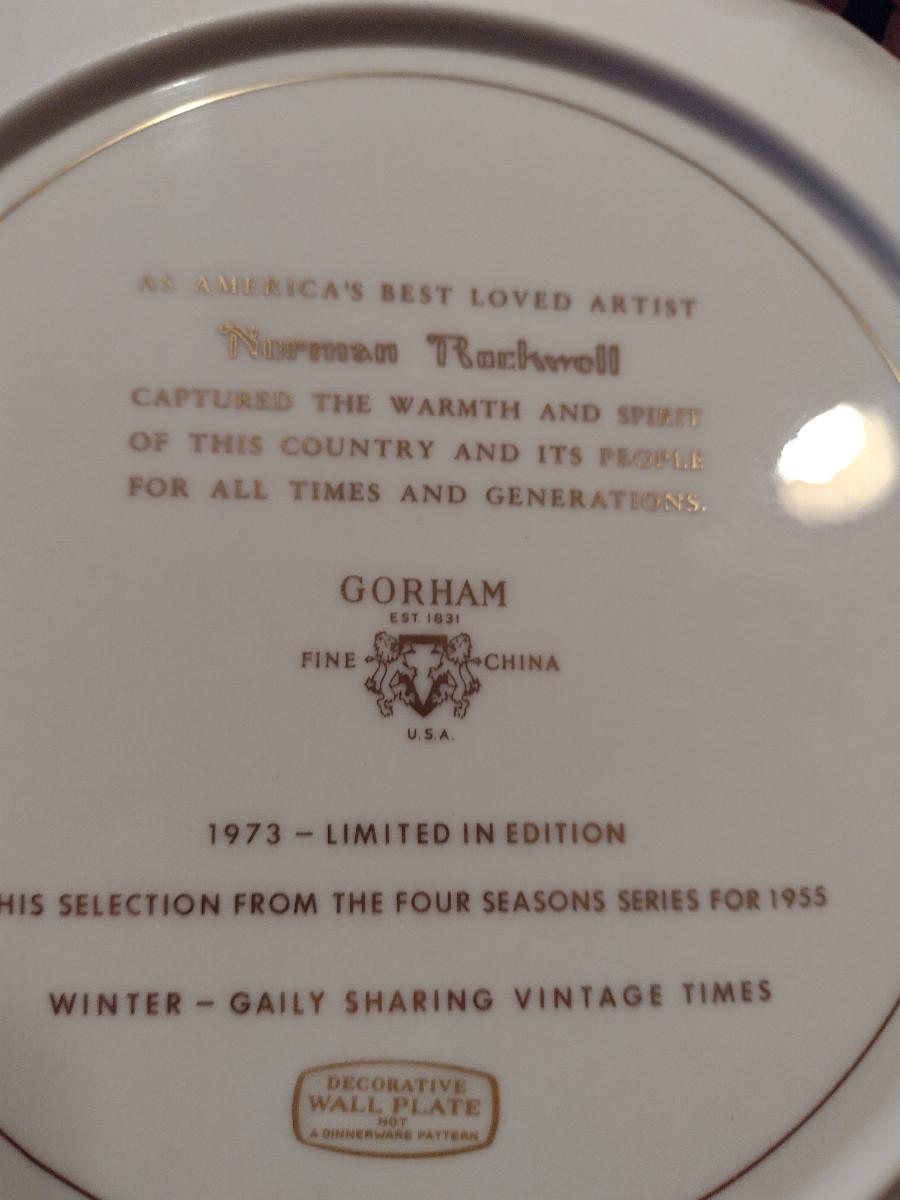 AS AMERICA'S BEST LOVED ARTIST
Norman Rockwell
CAPTURED THE WARMTH AND SPIRIT
OF THIS COUNTRY AND ITS PEOPLE
FOR ALL TIMES AND GENERATIONS.
GORHAM
EST. 1831
FINE CHINA
U.S.A.
1973 – LIMITED IN EDITION
HIS SELECTION FROM THE FOUR SEASONS SERIES FOR 1955
WINTER – GAILY SHARING VINTAGE TIMES
DECORATIVE
WALL PLATE
NOT
A DINNERWARE PATTERN